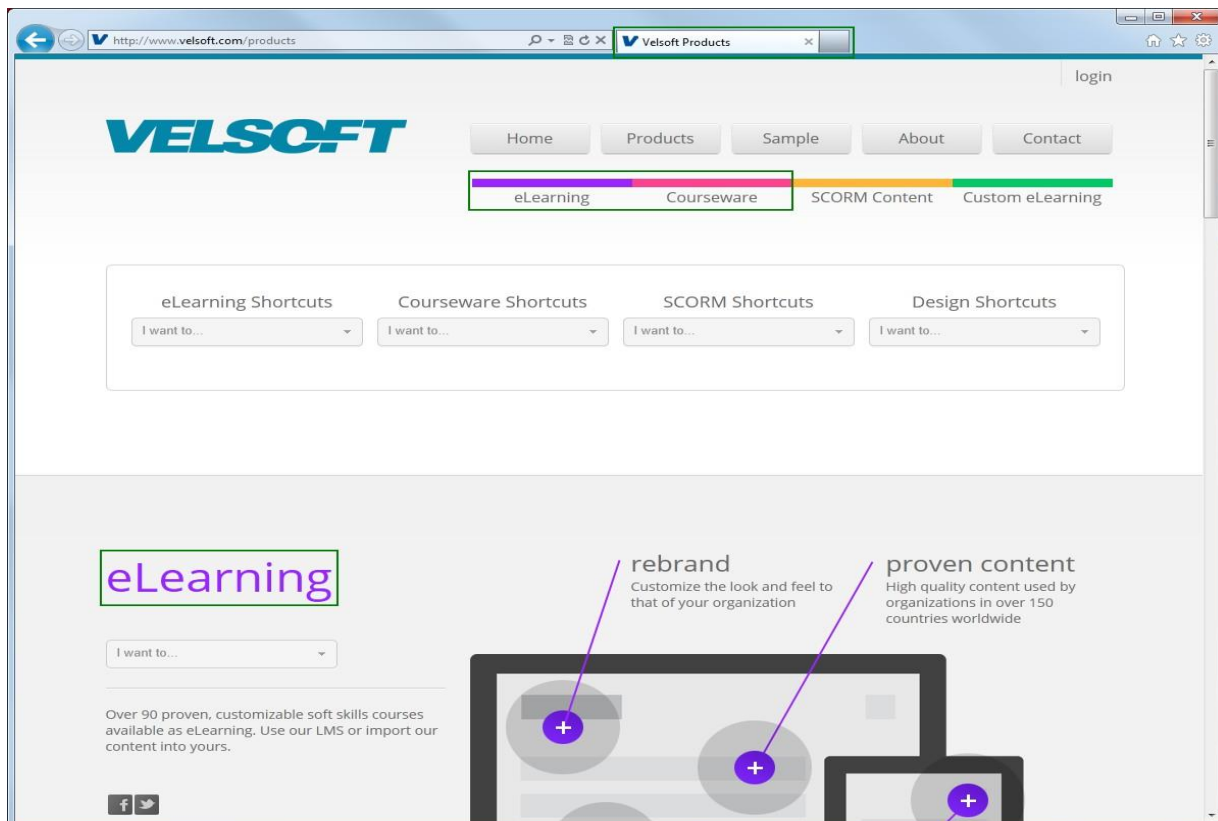 http://www.velsoft.com/products
Velsoft Products
login
VELSOFT
Home Products Sample About Contact
eLearning Courseware SCORM Content Custom eLearning
eLearning Shortcuts Courseware Shortcuts SCORM Shortcuts Design Shortcuts
I want to... I want to... I want to... I want to...
eLearning
I want to...
Over 90 proven, customizable soft skills courses
available as eLearning. Use our LMS or import our
content into yours.
rebrand
Customize the look and feel to
that of your organization
proven content
High quality content used by
organizations in over 150
countries worldwide